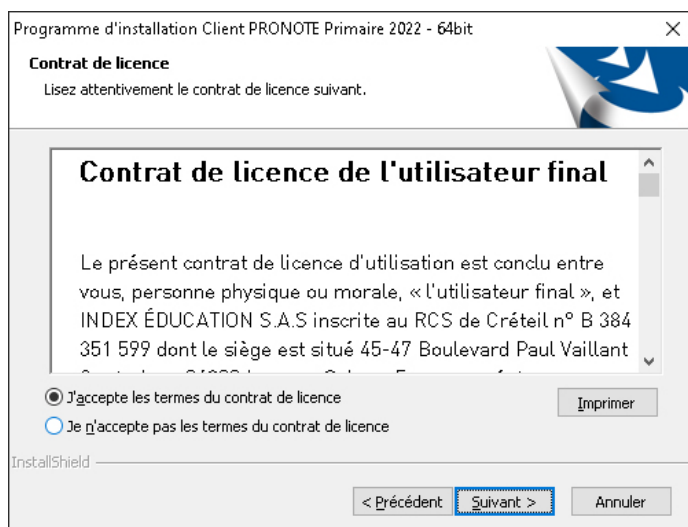 Programme d'installation Client PRONOTE Primaire 2022 - 64bit
Contrat de licence
Lisez attentivement le contrat de licence suivant.
Contrat de licence de l'utilisateur final
Le présent contrat de licence d'utilisation est conclu entre
vous, personne physique ou morale, « l'utilisateur final », et
INDEX ÉDUCATION S.A.S inscrite au RCS de Créteil n° B 384
351 599 dont le siège est situé 45-47 Boulevard Paul Vaillant
J'accepte les termes du contrat de licence
Imprimer
Je n'accepte pas les termes du contrat de licence
InstallShield
< Précédent
Suivant >
Annuler